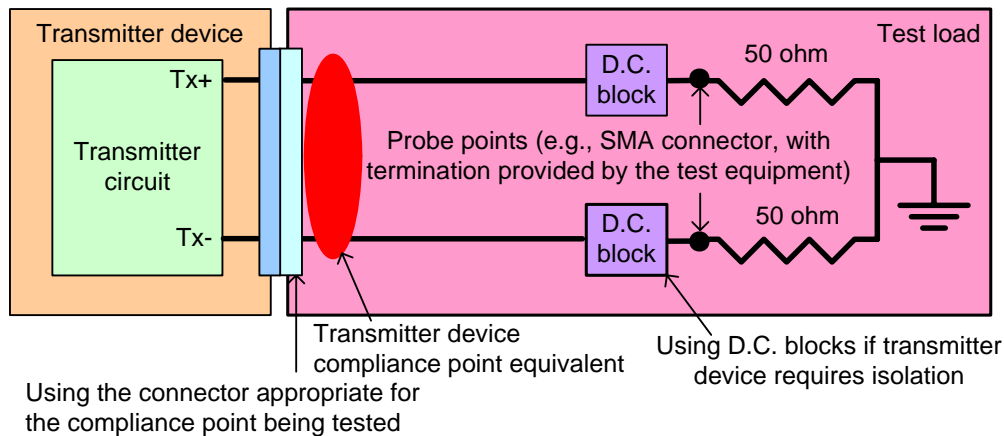 Transmitter device
Test load
Tx+
D.C.
block
50 ohm
Transmitter
circuit
Probe points (e.g., SMA connector, with
termination provided by the test equipment)
Tx-
D.C.
block
50 ohm
Transmitter device
compliance point equivalent
Using D.C. blocks if transmitter
device requires isolation
Using the connector appropriate for
the compliance point being tested